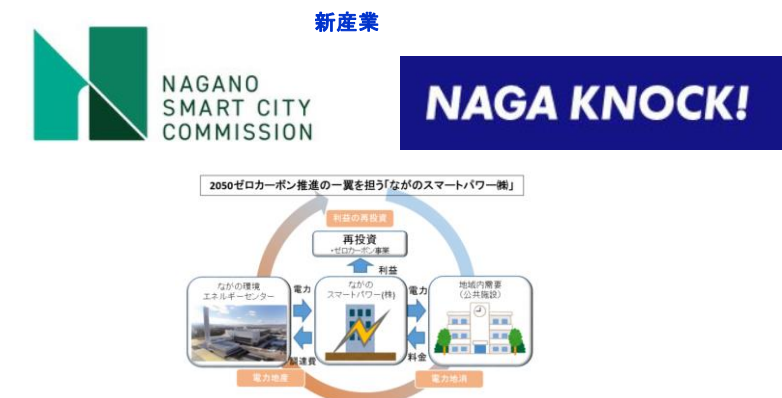 新産業
NAGANO
SMART CITY
COMMISSION
NAGA KNOCK!
2050ゼロカーボン推進の一翼を担う「ながのスマートパワー㈱」
利益の再投資
再投資
・ゼロカーボン事業
利益
ながの環境
エネルギーセンター
電力
ながの
スマートパワー(株)
電力
地域内需要
(公共施設)
調達費
料金
電力地産
電力地消